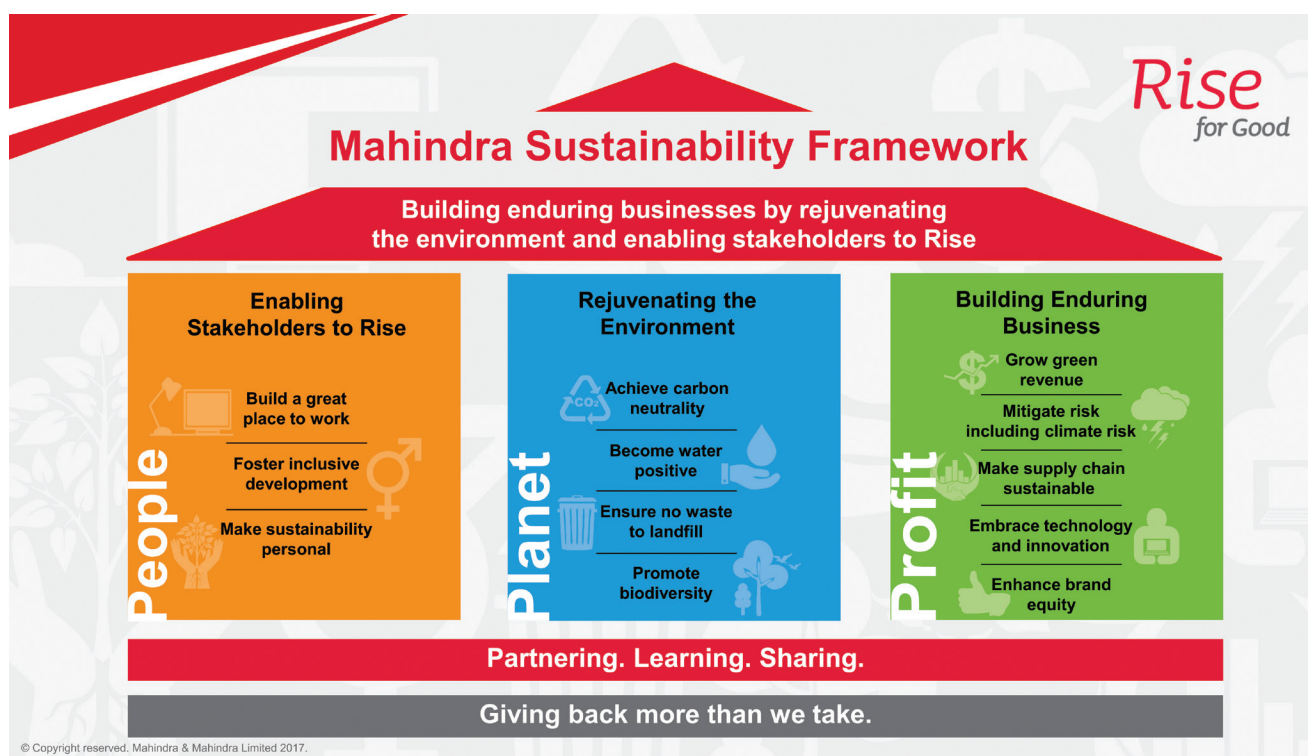 Rise
for Good
Mahindra Sustainability Framework
Building enduring businesses by rejuvenating
the environment and enabling stakeholders to Rise
People
Enabling
Stakeholders to Rise
Build a great
place to work
Foster inclusive
development
Make sustainability
personal
Planet
Rejuvenating the
Environment
CO₂
Achieve carbon
neutrality
Become water
positive
Ensure no waste
to landfill
Promote
biodiversity
Profit
Building Enduring
Business
Grow green
revenue
Mitigate risk
including climate risk
Make supply chain
sustainable
Embrace technology
and innovation
Enhance brand
equity
Partnering. Learning. Sharing.
Giving back more than we take.
© Copyright reserved. Mahindra & Mahindra Limited 2017.